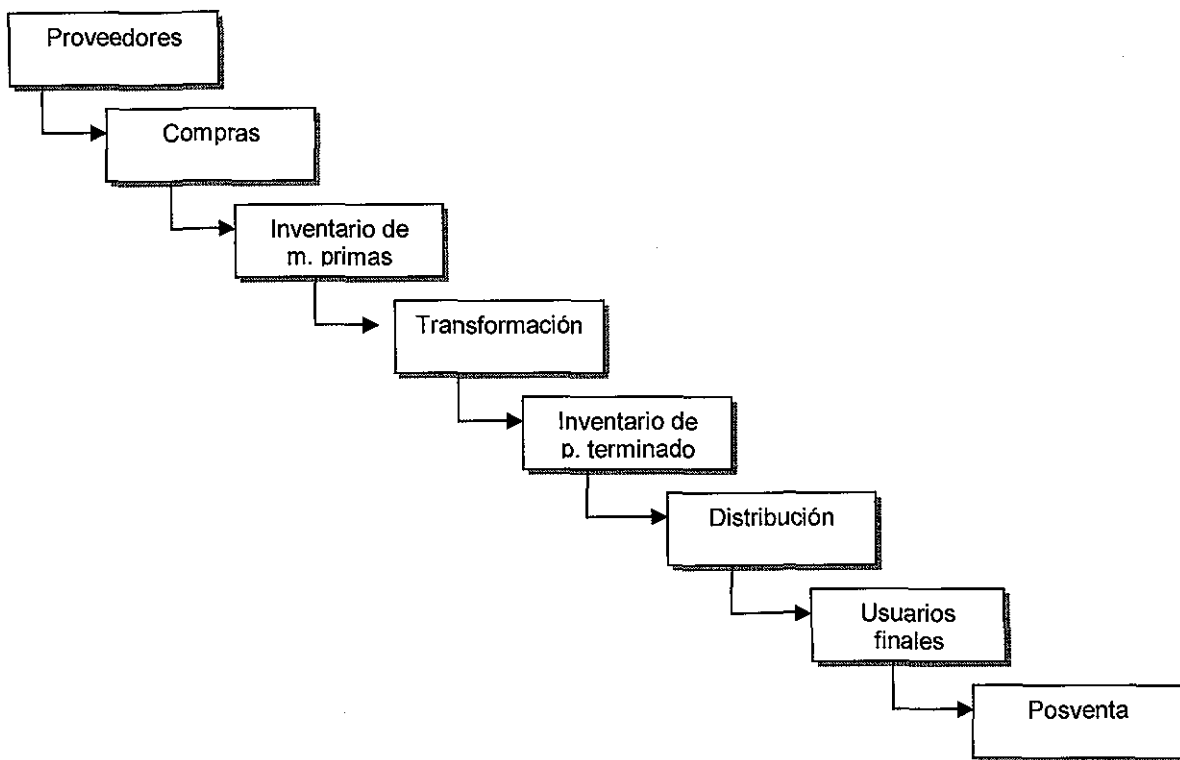 Proveedores
Compras
Inventario de
m. primas
Transformación
Inventario de
p. terminado
Distribución
Usuarios
finales
Posventa